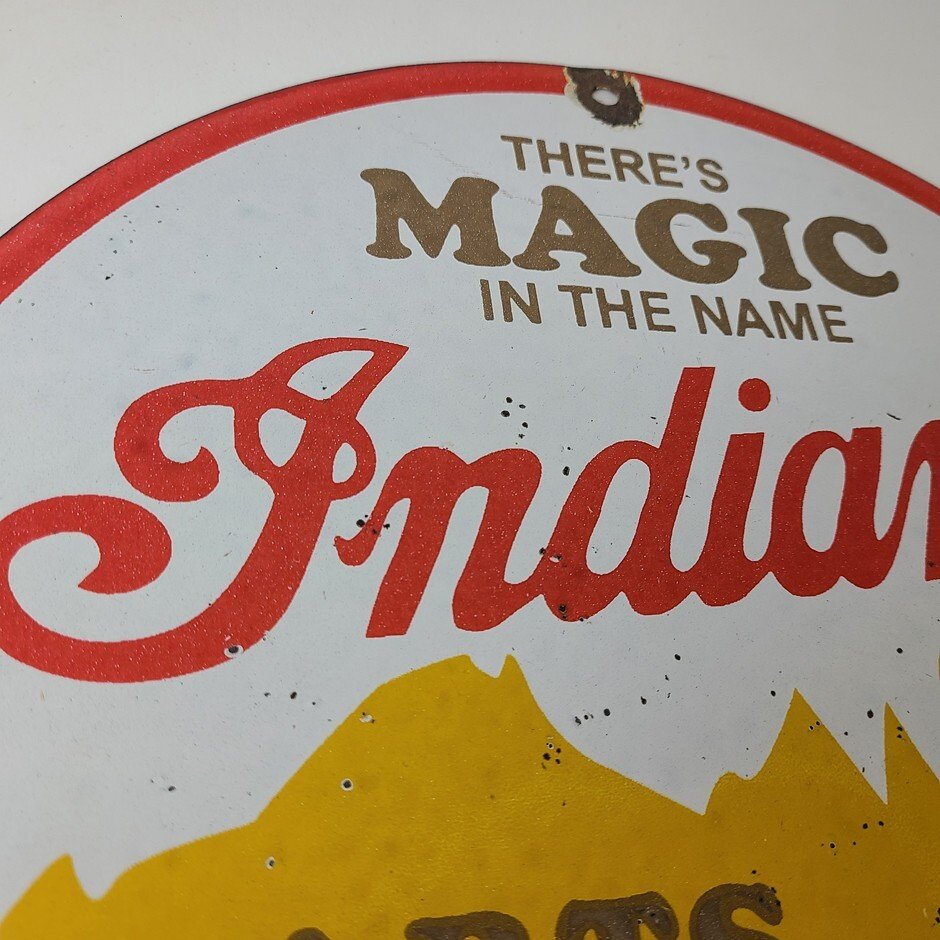 THERE'S
MAGIC
IN THE NAME
Indian